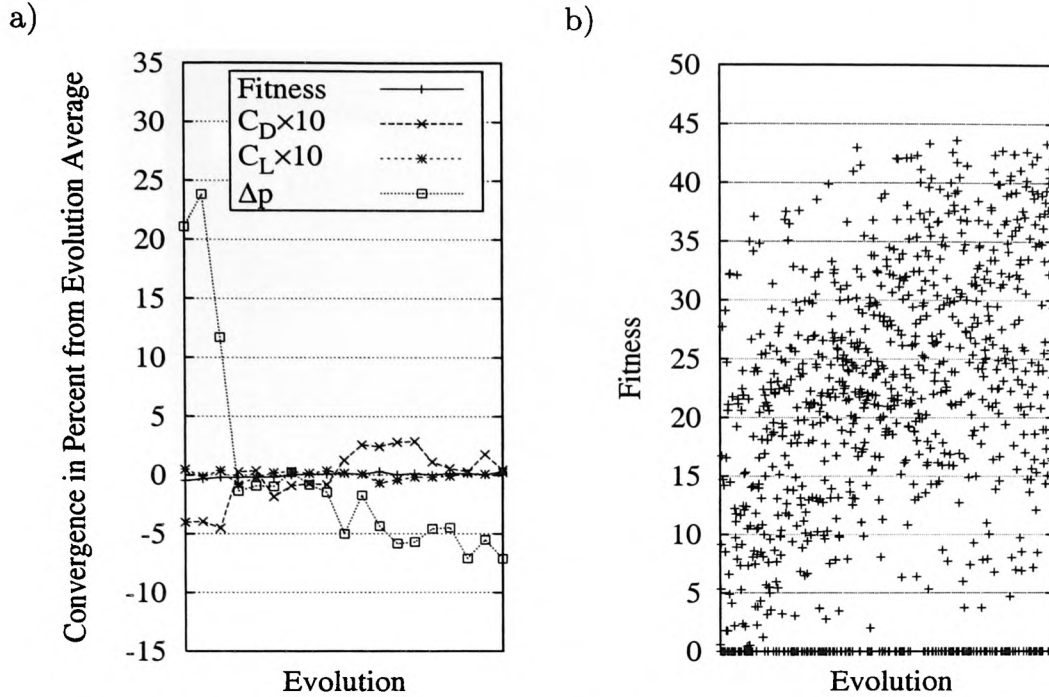 a)
Convergence in Percent from Evolution Average
35
30
25
20
15
10
5
0
-5
-10
-15
Fitness
C_D×10
C_L×10
Δp
Evolution
b)
Fitness
50
45
40
35
30
25
20
15
10
5
0
Evolution